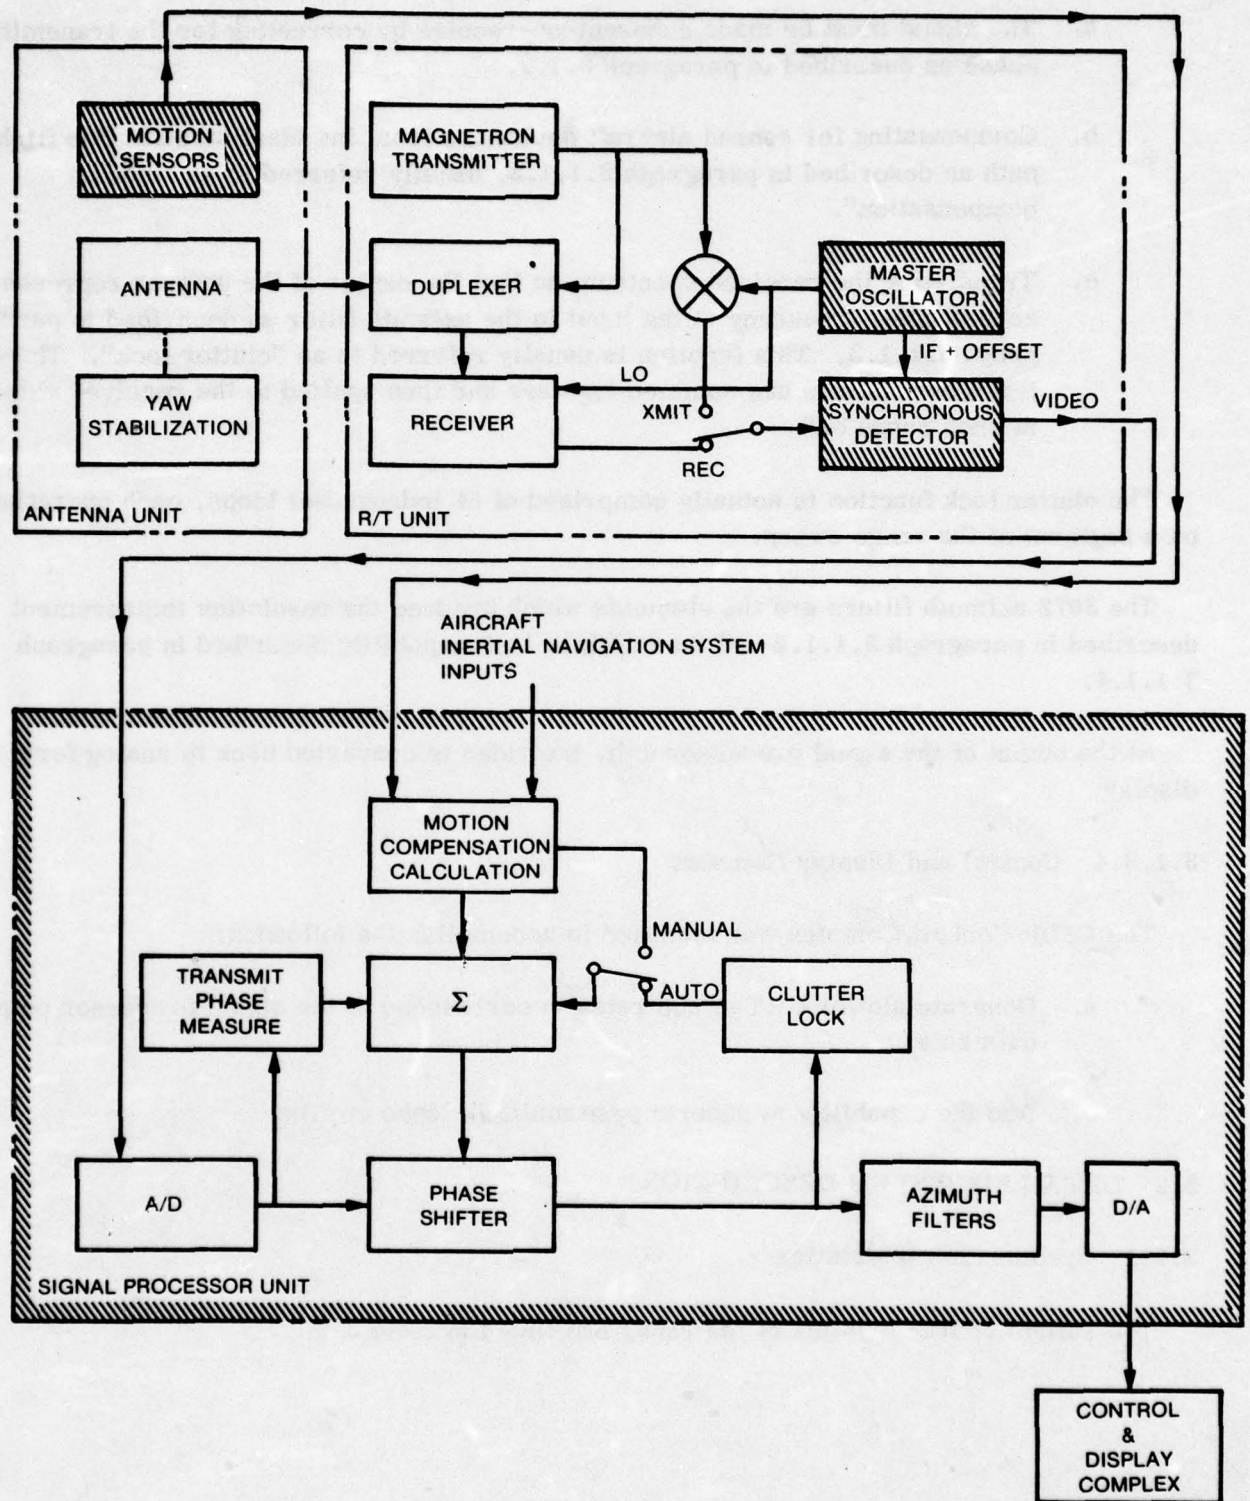 MOTION
SENSORS
MAGNETRON
TRANSMITTER
ANTENNA
DUPLEXER
MASTER
OSCILLATOR
IF + OFFSET
YAW
STABILIZATION
RECEIVER
LO
XMIT
REC
SYNCHRONOUS
DETECTOR
VIDEO
ANTENNA UNIT
R/T UNIT
AIRCRAFT
INERTIAL NAVIGATION SYSTEM
INPUTS
MOTION
COMPENSATION
CALCULATION
MANUAL
TRANSMIT
PHASE
MEASURE
Σ
AUTO
CLUTTER
LOCK
A/D
PHASE
SHIFTER
AZIMUTH
FILTERS
D/A
SIGNAL PROCESSOR UNIT
CONTROL
&
DISPLAY
COMPLEX